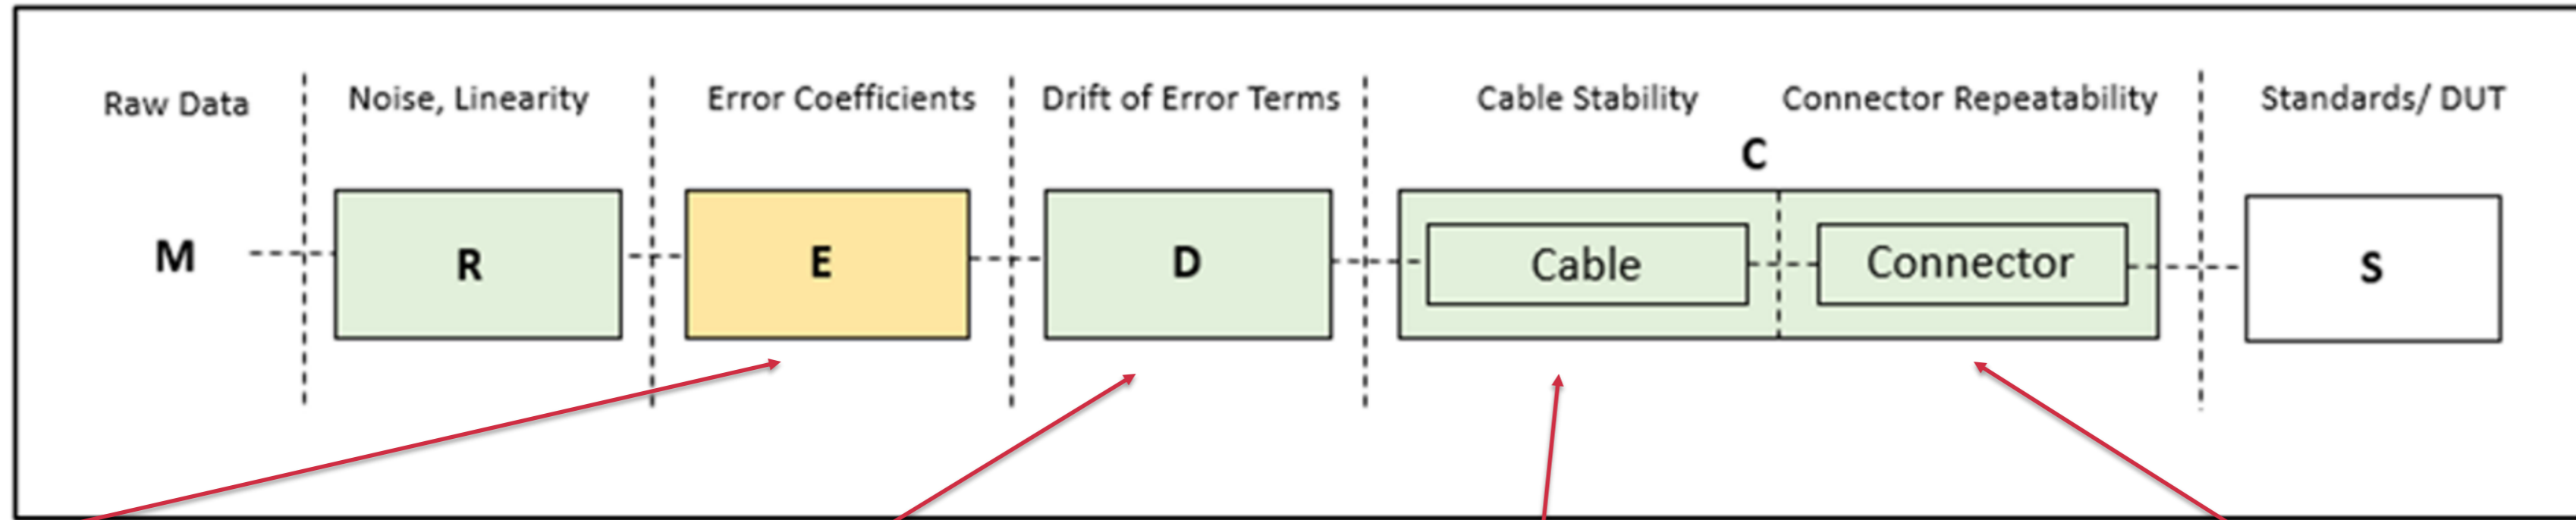 Raw Data
Noise, Linearity
Error Coefficients
Drift of Error Terms
Cable Stability
Connector Repeatability
Standards/ DUT
C
M
R
E
D
Cable
Connector
S